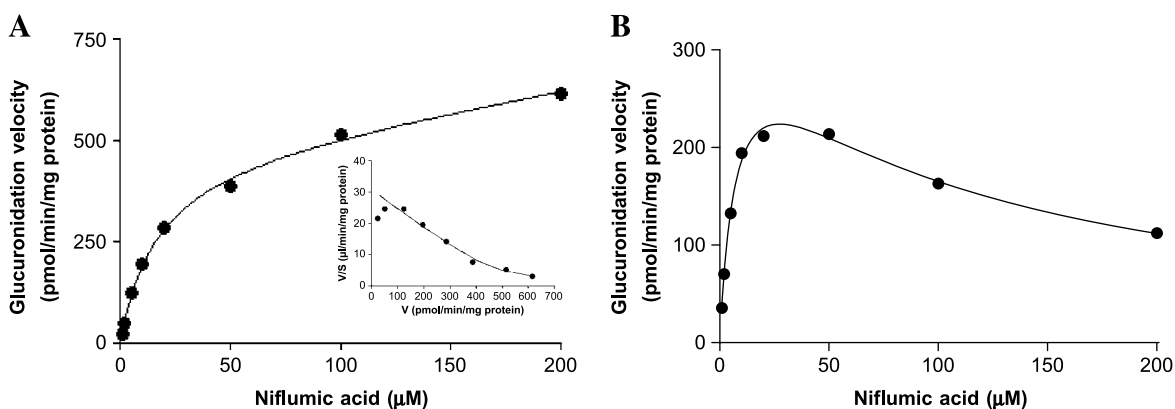 A
Glucuronidation velocity
(pmol/min/mg protein)
750
500
250
0
0 50 100 150 200
Niflumic acid (μM)
V/S (μl/min/mg protein)
40
30
20
10
0
0 100 200 300 400 500 600 700
V (pmol/min/mg protein)
B
Glucuronidation velocity
(pmol/min/mg protein)
300
200
100
0
0 50 100 150 200
Niflumic acid (μM)